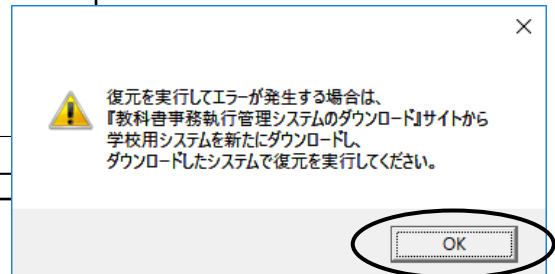 復元を実行してエラーが発生する場合は、
『教科書事務執行管理システムのダウンロード』サイトから
学校用システムを新たにダウンロードし、
ダウンロードしたシステムで復元を実行してください。
OK